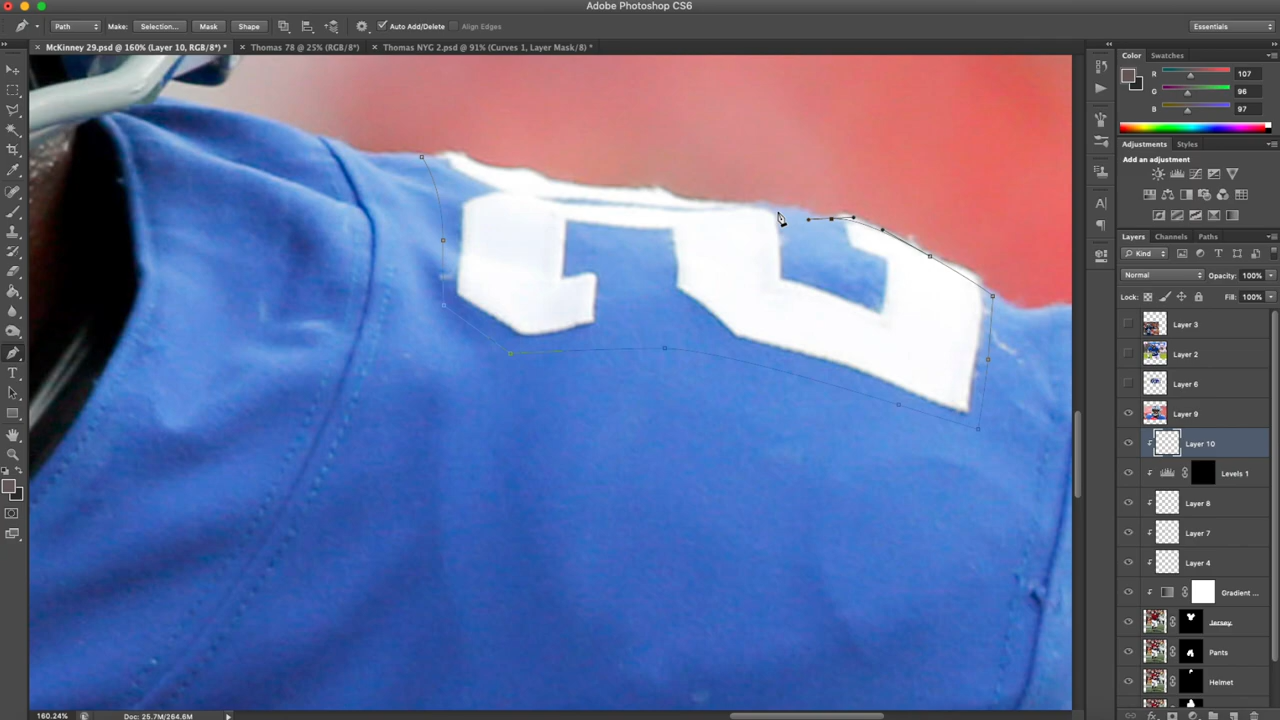 Adobe Photoshop CS6
Path Make: Selection... Mask Shape Auto Add/Delete Align Edges Essentials
McKinney 29.psd @ 160% (Layer 10, RGB/8*) * Thomas 78 @ 25% (RGB/8*) Thomas NYG 2.psd @ 91% (Curves 1, Layer Mask/8) *
Color Swatches
R 107
G 96
B 97
Adjustments Styles
Add an adjustment
Layers Channels Paths
Kind
Normal Opacity: 100%
Lock: Fill: 100%
Layer 3
Layer 2
Layer 6
Layer 9
Layer 10
Levels 1
Layer 8
Layer 7
Layer 4
Gradient ...
Jersey
Pants
Helmet
160.24% Doc: 25.7M/264.6M